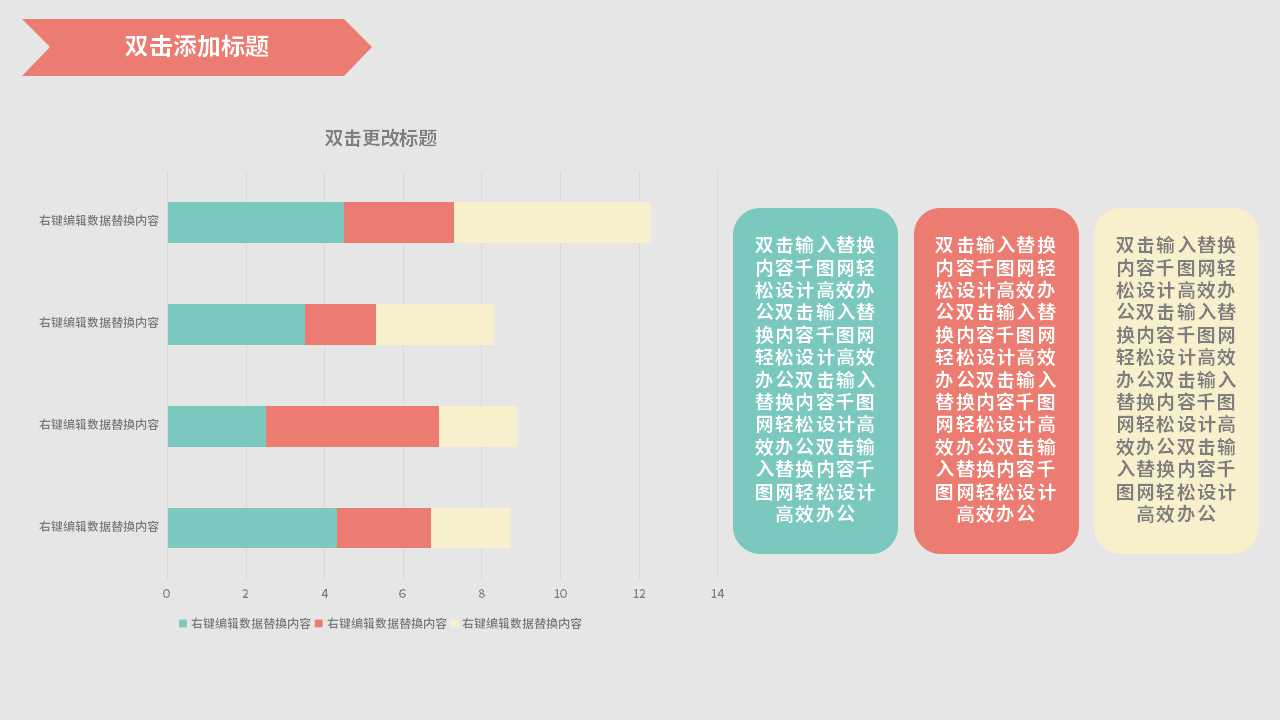 双击添加标题
双击更改标题
右键编辑数据替换内容
右键编辑数据替换内容
右键编辑数据替换内容
右键编辑数据替换内容
0 2 4 6 8 10 12 14
右键编辑数据替换内容 右键编辑数据替换内容 右键编辑数据替换内容
双击输入替换
内容千图网轻
松设计高效办
公双击输入替
换内容千图网
轻松设计高效
办公双击输入
替换内容千图
网轻松设计高
效办公双击输
入替换内容千
图网轻松设计
高效办公
双击输入替换
内容千图网轻
松设计高效办
公双击输入替
换内容千图网
轻松设计高效
办公双击输入
替换内容千图
网轻松设计高
效办公双击输
入替换内容千
图网轻松设计
高效办公
双击输入替换
内容千图网轻
松设计高效办
公双击输入替
换内容千图网
轻松设计高效
办公双击输入
替换内容千图
网轻松设计高
效办公双击输
入替换内容千
图网轻松设计
高效办公